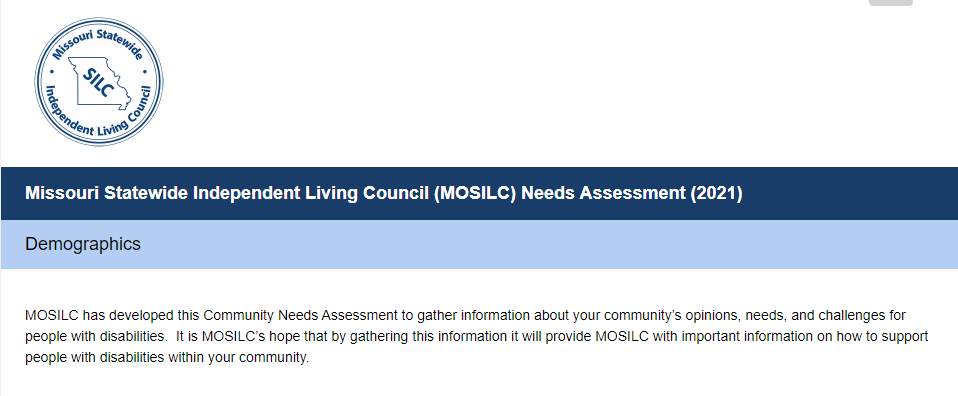 Missouri Statewide
SILC
Independent Living Council
Missouri Statewide Independent Living Council (MOSILC) Needs Assessment (2021)
Demographics
MOSILC has developed this Community Needs Assessment to gather information about your community’s opinions, needs, and challenges for
people with disabilities.  It is MOSILC’s hope that by gathering this information it will provide MOSILC with important information on how to support
people with disabilities within your community.